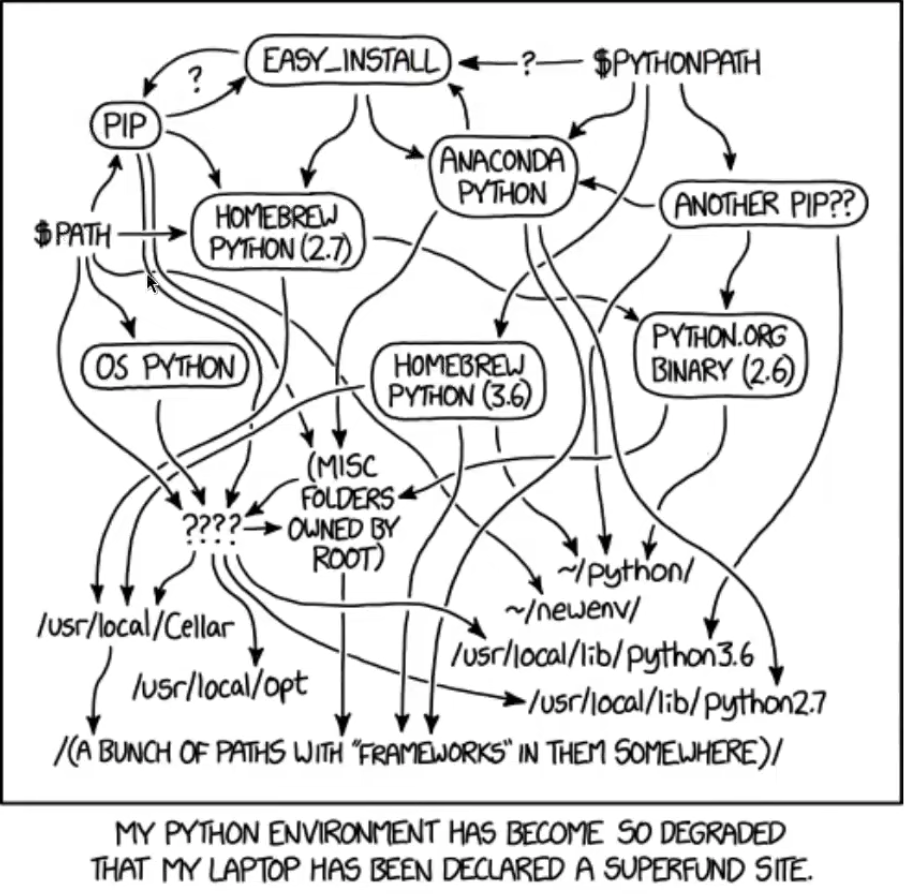 EASY_INSTALL
?
$PYTHONPATH
?
PIP
ANACONDA
PYTHON
ANOTHER PIP??
HOMEBREW
PYTHON (2.7)
$PATH
PYTHON.ORG
BINARY (2.6)
OS PYTHON
HOMEBREW
PYTHON (3.6)
(MISC
FOLDERS
OWNED BY
ROOT)
????
~/python/
~/newenv/
/usr/local/Cellar
/usr/local/lib/python3.6
/usr/local/opt
/usr/local/lib/python2.7
/(A BUNCH OF PATHS WITH "FRAMEWORKS" IN THEM SOMEWHERE)/
MY PYTHON ENVIRONMENT HAS BECOME SO DEGRADED
THAT MY LAPTOP HAS BEEN DECLARED A SUPERFUND SITE.